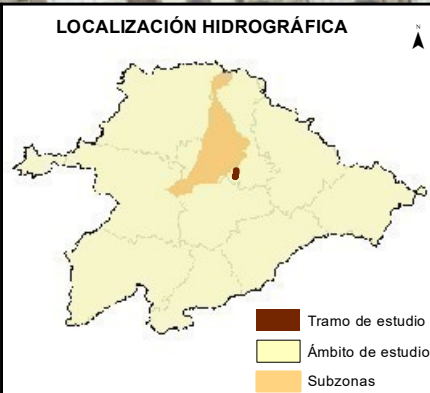 LOCALIZACIÓN HIDROGRÁFICA
N
Tramo de estudio
Ámbito de estudio
Subzonas